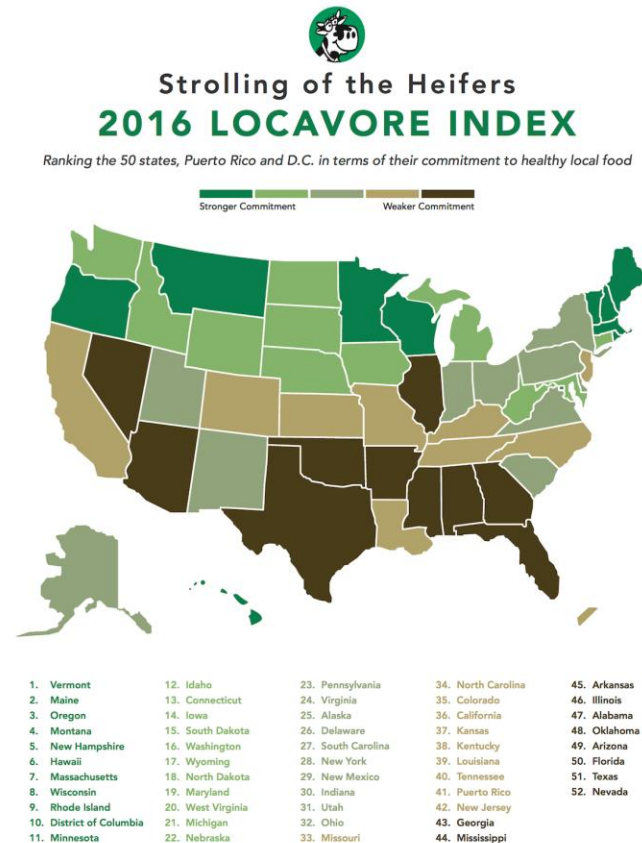 Strolling of the Heifers
2016 LOCAVORE INDEX
Ranking the 50 states, Puerto Rico and D.C. in terms of their commitment to healthy local food
Stronger Commitment
Weaker Commitment
1. Vermont
2. Maine
3. Oregon
4. Montana
5. New Hampshire
6. Hawaii
7. Massachusetts
8. Wisconsin
9. Rhode Island
10. District of Columbia
11. Minnesota
12. Idaho
13. Connecticut
14. Iowa
15. South Dakota
16. Washington
17. Wyoming
18. North Dakota
19. Maryland
20. West Virginia
21. Michigan
22. Nebraska
23. Pennsylvania
24. Virginia
25. Alaska
26. Delaware
27. South Carolina
28. New York
29. New Mexico
30. Indiana
31. Utah
32. Ohio
33. Missouri
34. North Carolina
35. Colorado
36. California
37. Kansas
38. Kentucky
39. Louisiana
40. Tennessee
41. Puerto Rico
42. New Jersey
43. Georgia
44. Mississippi
45. Arkansas
46. Illinois
47. Alabama
48. Oklahoma
49. Arizona
50. Florida
51. Texas
52. Nevada